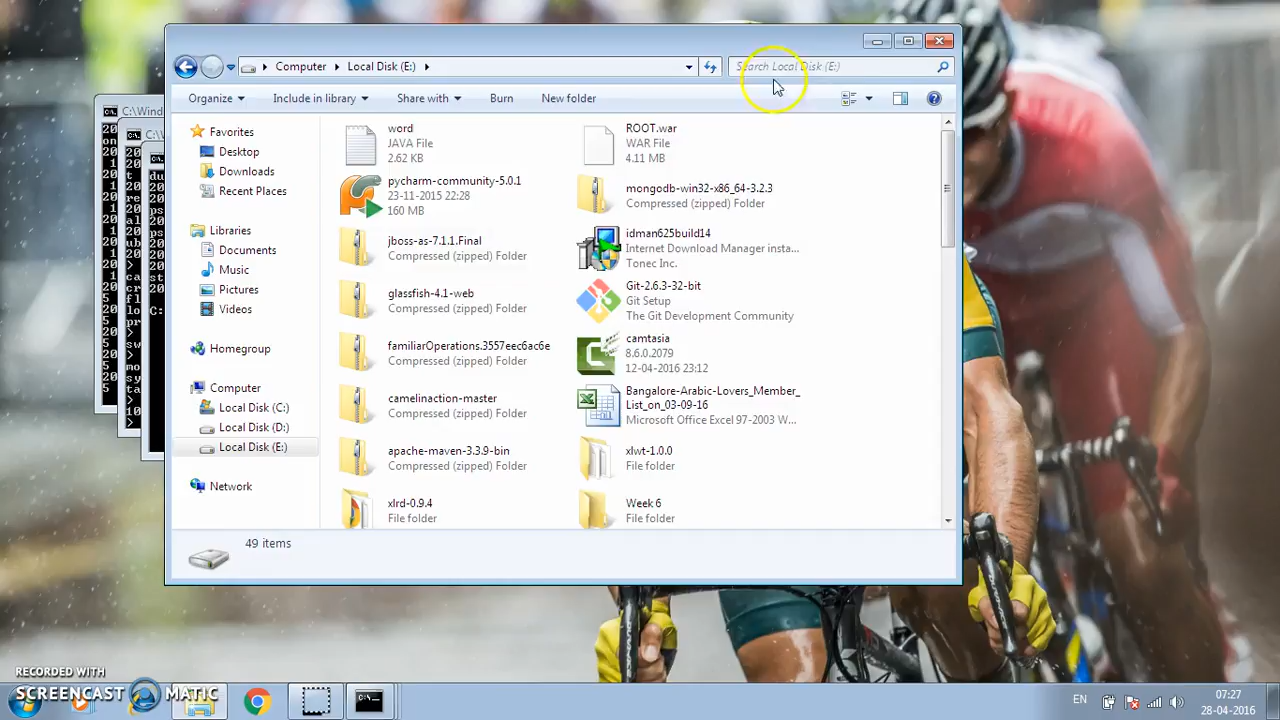 Computer Local Disk (E:)
Search Local Disk (E:)
Organize Include in library Share with Burn New folder
C:\Wind
C:\W
Favorites
Desktop
Downloads
Recent Places
Libraries
Documents
Music
Pictures
Videos
Homegroup
Computer
Local Disk (C:)
Local Disk (D:)
Local Disk (E:)
Network
word
JAVA File
2.62 KB
ROOT.war
WAR File
4.11 MB
pycharm-community-5.0.1
23-11-2015 22:28
160 MB
mongodb-win32-x86_64-3.2.3
Compressed (zipped) Folder
jboss-as-7.1.1.Final
Compressed (zipped) Folder
idman625build14
Internet Download Manager insta...
Tonec Inc.
glassfish-4.1-web
Compressed (zipped) Folder
Git-2.6.3-32-bit
Git Setup
The Git Development Community
familiarOperations.3557eec6ac6e
Compressed (zipped) Folder
camtasia
8.6.0.2079
12-04-2016 23:12
camelinaction-master
Compressed (zipped) Folder
Bangalore-Arabic-Lovers_Member_
List_on_03-09-16
Microsoft Office Excel 97-2003 W...
apache-maven-3.3.9-bin
Compressed (zipped) Folder
xlwt-1.0.0
File folder
xlrd-0.9.4
File folder
Week 6
File folder
49 items
RECORDED WITH
SCREENCAST MATIC
EN
07:27
28-04-2016